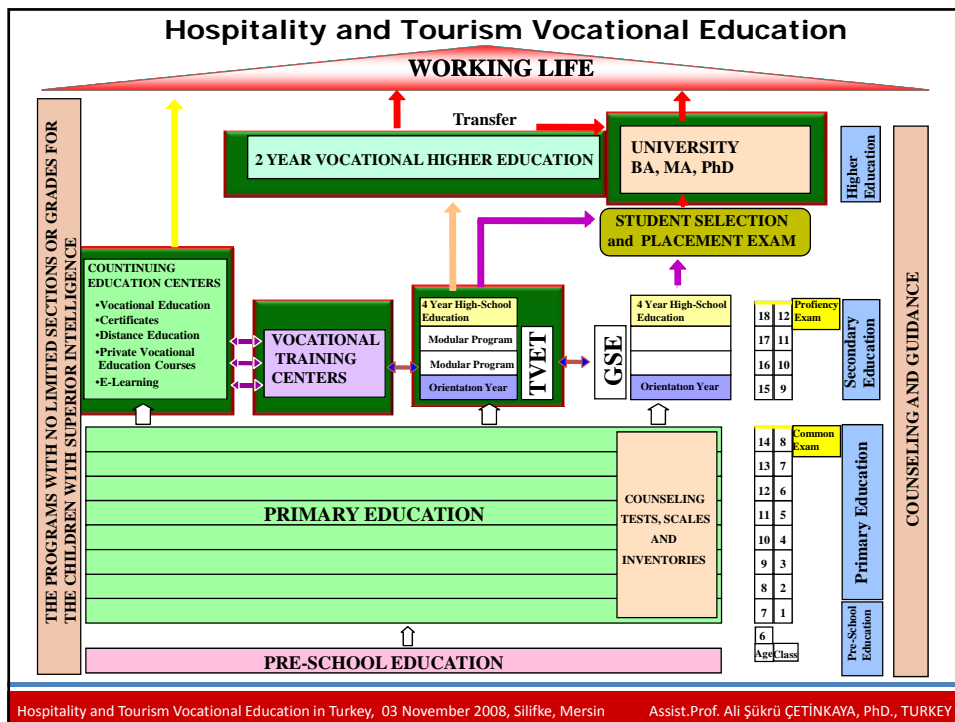 Hospitality and Tourism Vocational Education
WORKING LIFE
THE PROGRAMS WITH NO LIMITED SECTIONS OR GRADES FOR
THE CHILDREN WITH SUPERIOR INTELLIGENCE
Transfer
2 YEAR VOCATIONAL HIGHER EDUCATION
UNIVERSITY
BA, MA, PhD
Higher
Education
STUDENT SELECTION
and PLACEMENT EXAM
COUNTINUING
EDUCATION CENTERS
•Vocational Education
•Certificates
•Distance Education
•Private Vocational
Education Courses
•E-Learning
VOCATIONAL
TRAINING
CENTERS
4 Year High-School
Education
Modular Program
Modular Program
Orientation Year
TVET
GSE
4 Year High-School
Education
Orientation Year
18 12
17 11
16 10
15 9
Profiency
Exam
Secondary
Education
COUNSELING AND GUIDANCE
PRIMARY EDUCATION
COUNSELING
TESTS, SCALES
AND
INVENTORIES
14 8
13 7
12 6
11 5
10 4
9 3
8 2
7 1
6
Age Class
Common
Exam
Primary Education
Pre-School
Education
PRE-SCHOOL EDUCATION
Hospitality and Tourism Vocational Education in Turkey, 03 November 2008, Silifke, Mersin Assist.Prof. Ali Şükrü ÇETİNKAYA, PhD., TURKEY